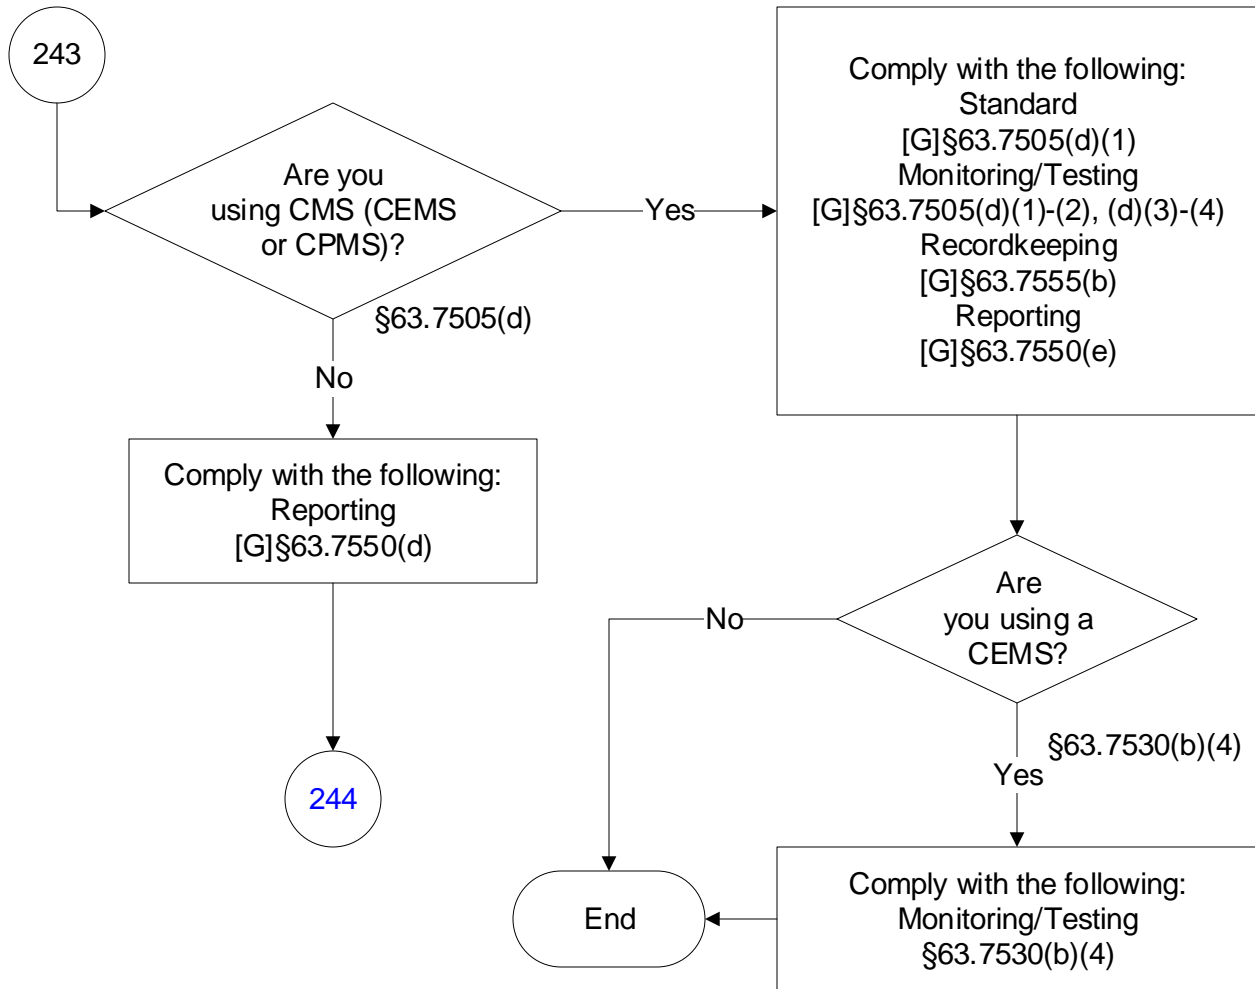 243
Are you
using CMS (CEMS
or CPMS)?
§63.7505(d)
Yes
Comply with the following:
Standard
[G]§63.7505(d)(1)
Monitoring/Testing
[G]§63.7505(d)(1)-(2), (d)(3)-(4)
Recordkeeping
[G]§63.7555(b)
Reporting
[G]§63.7550(e)
No
Comply with the following:
Reporting
[G]§63.7550(d)
244
Are
you using a
CEMS?
No
§63.7530(b)(4)
Yes
Comply with the following:
Monitoring/Testing
§63.7530(b)(4)
End